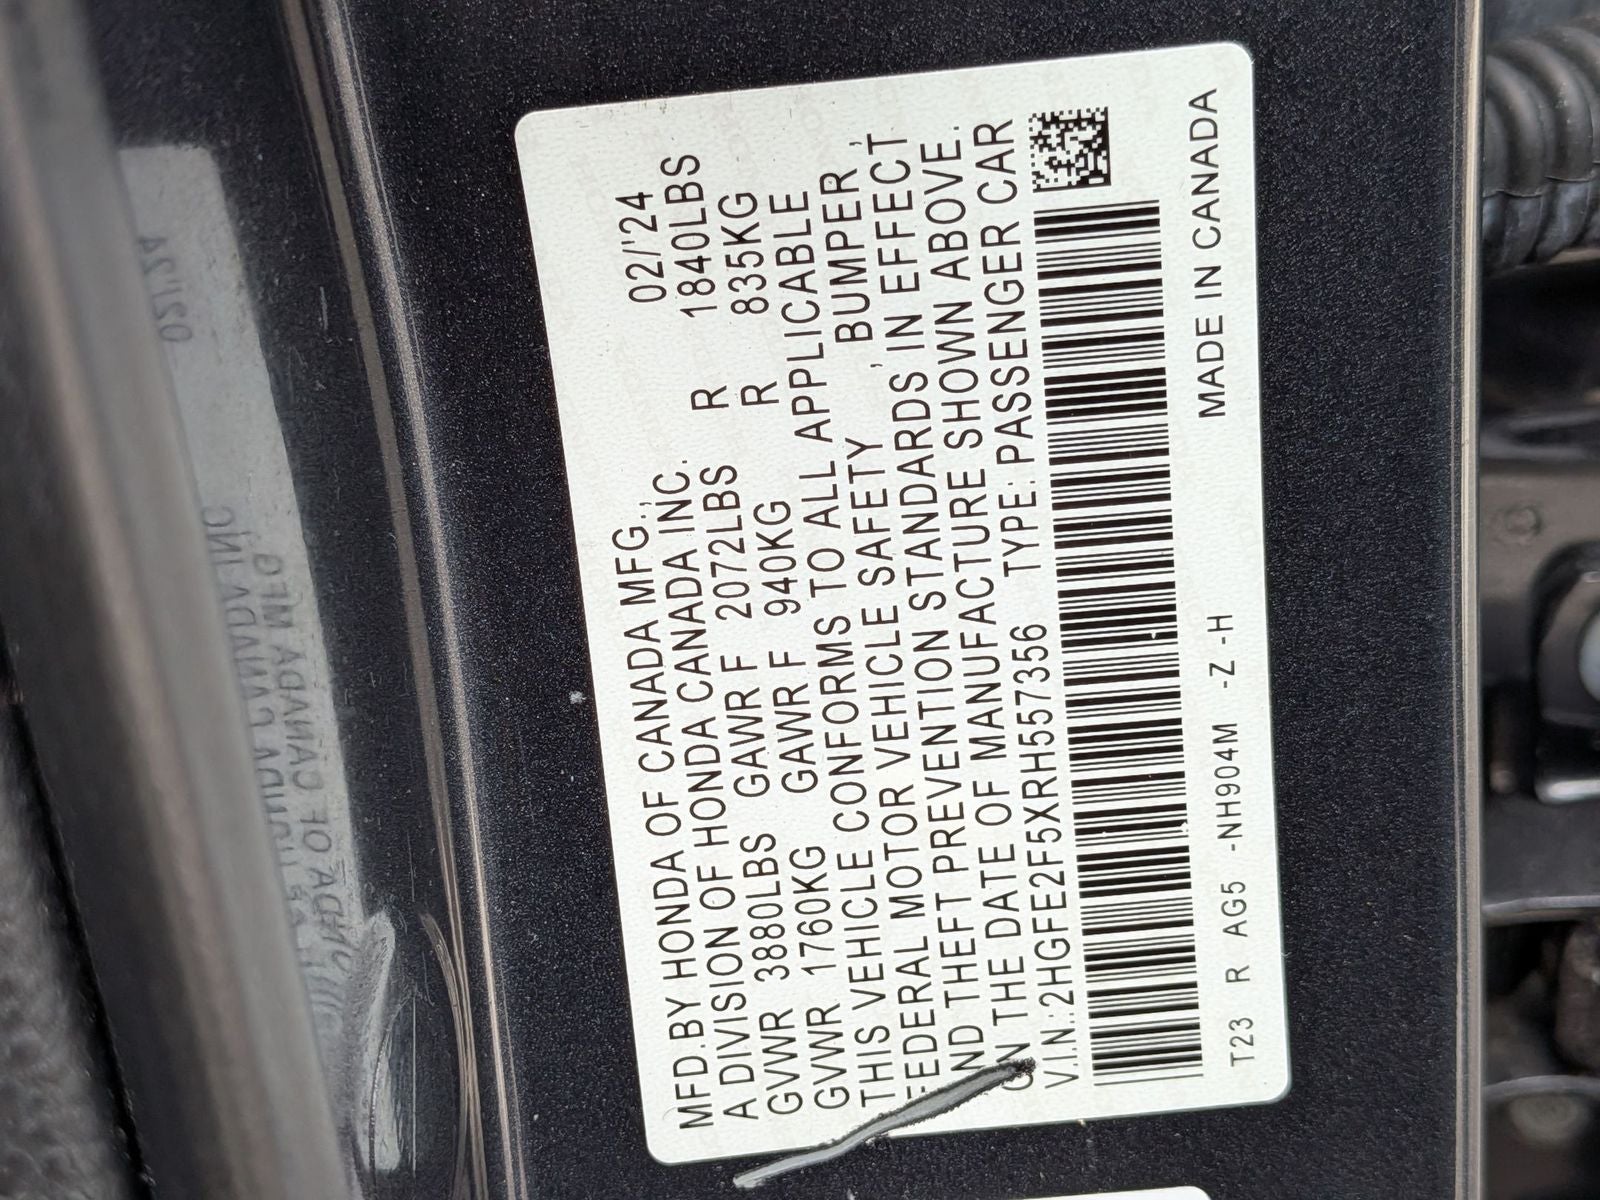 MFD.BY HONDA OF CANADA MFG., 02/'24
A DIVISION OF HONDA CANADA INC.
GVWR 3880LBS GAWR F 2072LBS R 1840LBS
GVWR 1760KG GAWR F 940KG R 835KG
THIS VEHICLE CONFORMS TO ALL APPLICABLE
FEDERAL MOTOR VEHICLE SAFETY , BUMPER ,
AND THEFT PREVENTION STANDARDS IN EFFECT
ON THE DATE OF MANUFACTURE SHOWN ABOVE.
V.I.N.:2HGFE2F5XRH557356 TYPE:PASSENGER CAR
T23 R AG5 -NH904M -Z -H MADE IN CANADA